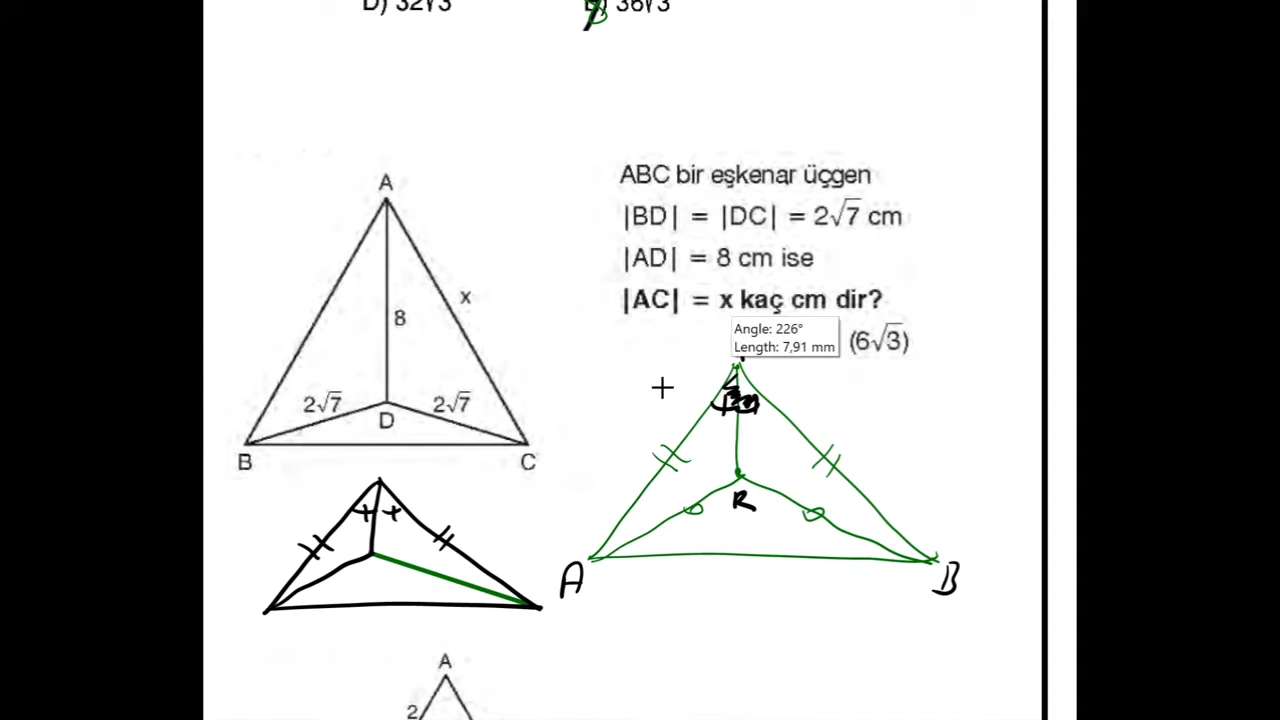 D) 32√3 E) 36√3
ABC bir eşkenar üçgen
|BD| = |DC| = 2√7 cm
|AD| = 8 cm ise
|AC| = x kaç cm dir?
(6√3)
Angle: 226°
Length: 7,91 mm
A
x
8
2√7 2√7
D
B C
R
A B
A
2